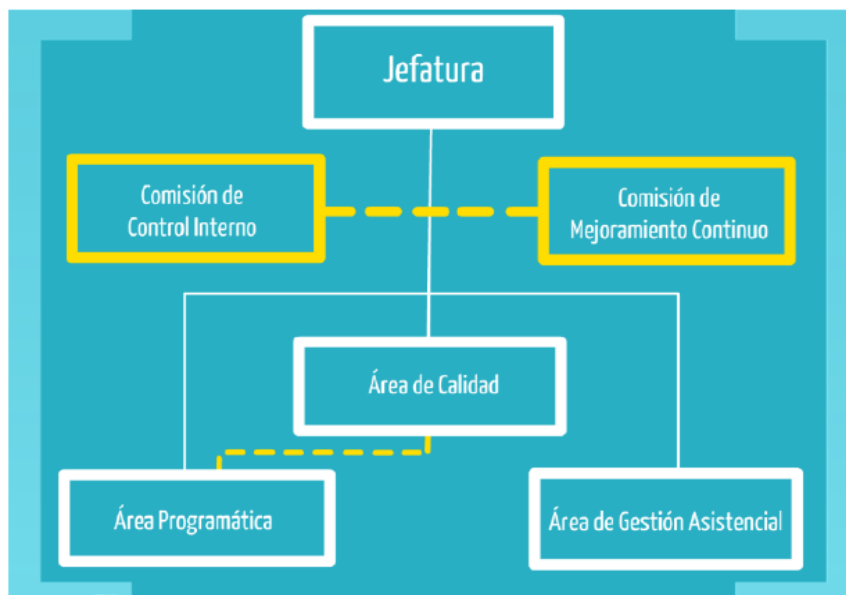 Jefatura
Comisión de
Control Interno
Comisión de
Mejoramiento Continuo
Área de Calidad
Área Programática
Área de Gestión Asistencial